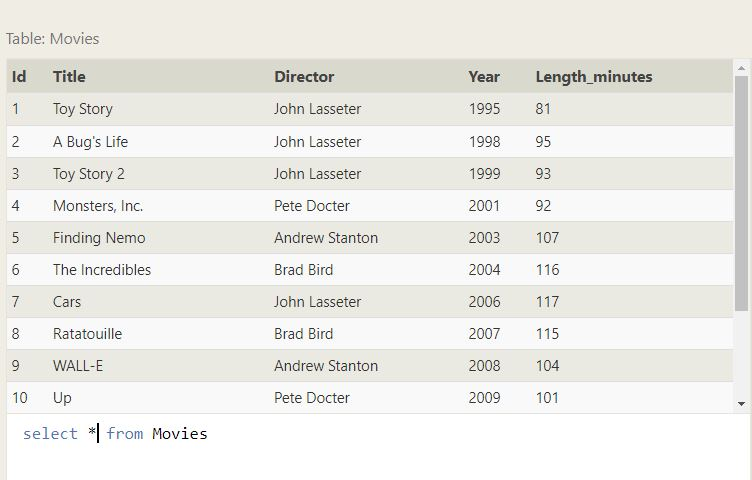 Table: Movies
Id Title Director Year Length_minutes
1 Toy Story John Lasseter 1995 81
2 A Bug's Life John Lasseter 1998 95
3 Toy Story 2 John Lasseter 1999 93
4 Monsters, Inc. Pete Docter 2001 92
5 Finding Nemo Andrew Stanton 2003 107
6 The Incredibles Brad Bird 2004 116
7 Cars John Lasseter 2006 117
8 Ratatouille Brad Bird 2007 115
9 WALL-E Andrew Stanton 2008 104
10 Up Pete Docter 2009 101
select * from Movies